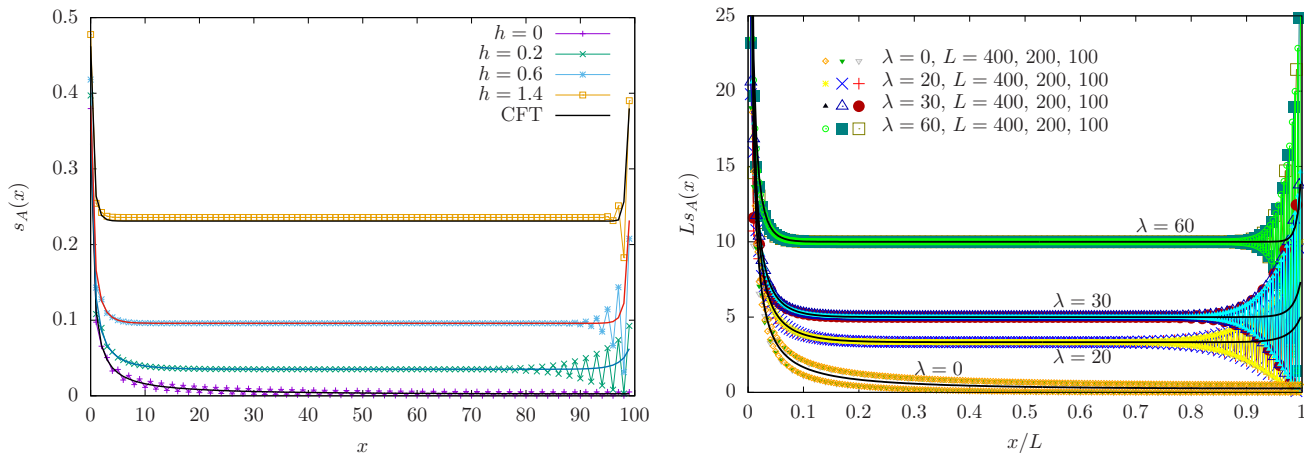 0.5
0.4
0.3
0.2
0.1
0
s_A(x)
0 10 20 30 40 50 60 70 80 90 100
x
h = 0
h = 0.2
h = 0.6
h = 1.4
CFT
25
20
15
10
5
0
Ls_A(x)
0 0.1 0.2 0.3 0.4 0.5 0.6 0.7 0.8 0.9 1
x/L
λ = 0, L = 400, 200, 100
λ = 20, L = 400, 200, 100
λ = 30, L = 400, 200, 100
λ = 60, L = 400, 200, 100
λ = 60
λ = 30
λ = 20
λ = 0